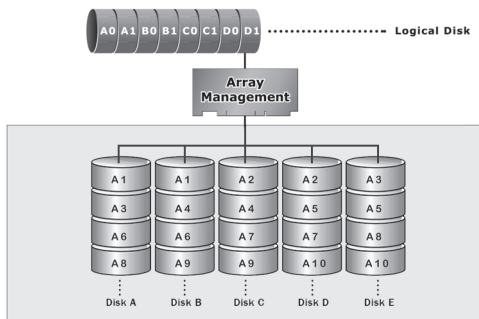 A0 A1 B0 B1 C0 C1 D0 D1 Logical Disk
Array
Management
A1 A1 A2 A2 A3
A3 A4 A4 A5 A5
A6 A6 A7 A7 A8
A8 A9 A9 A10 A10
Disk A Disk B Disk C Disk D Disk E